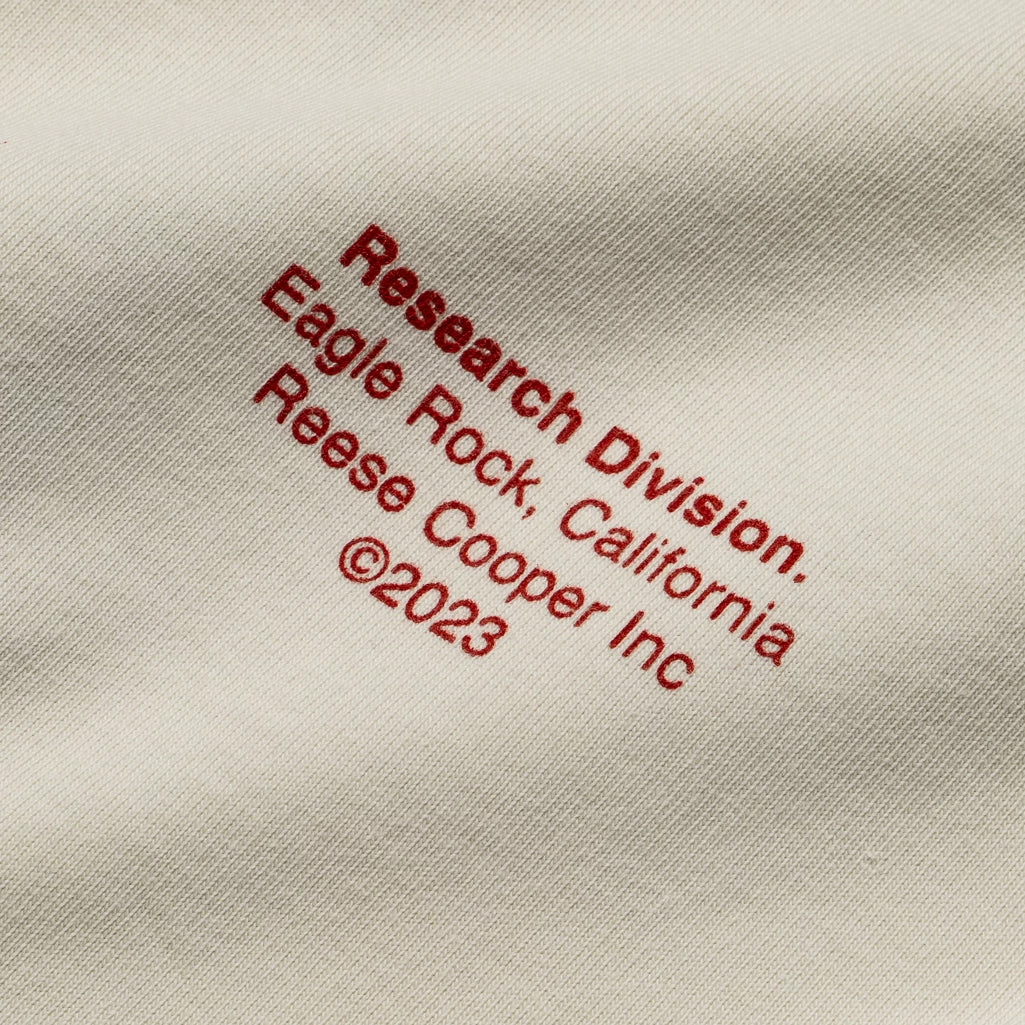 Research Division.
Eagle Rock, California
Reese Cooper Inc
©2023